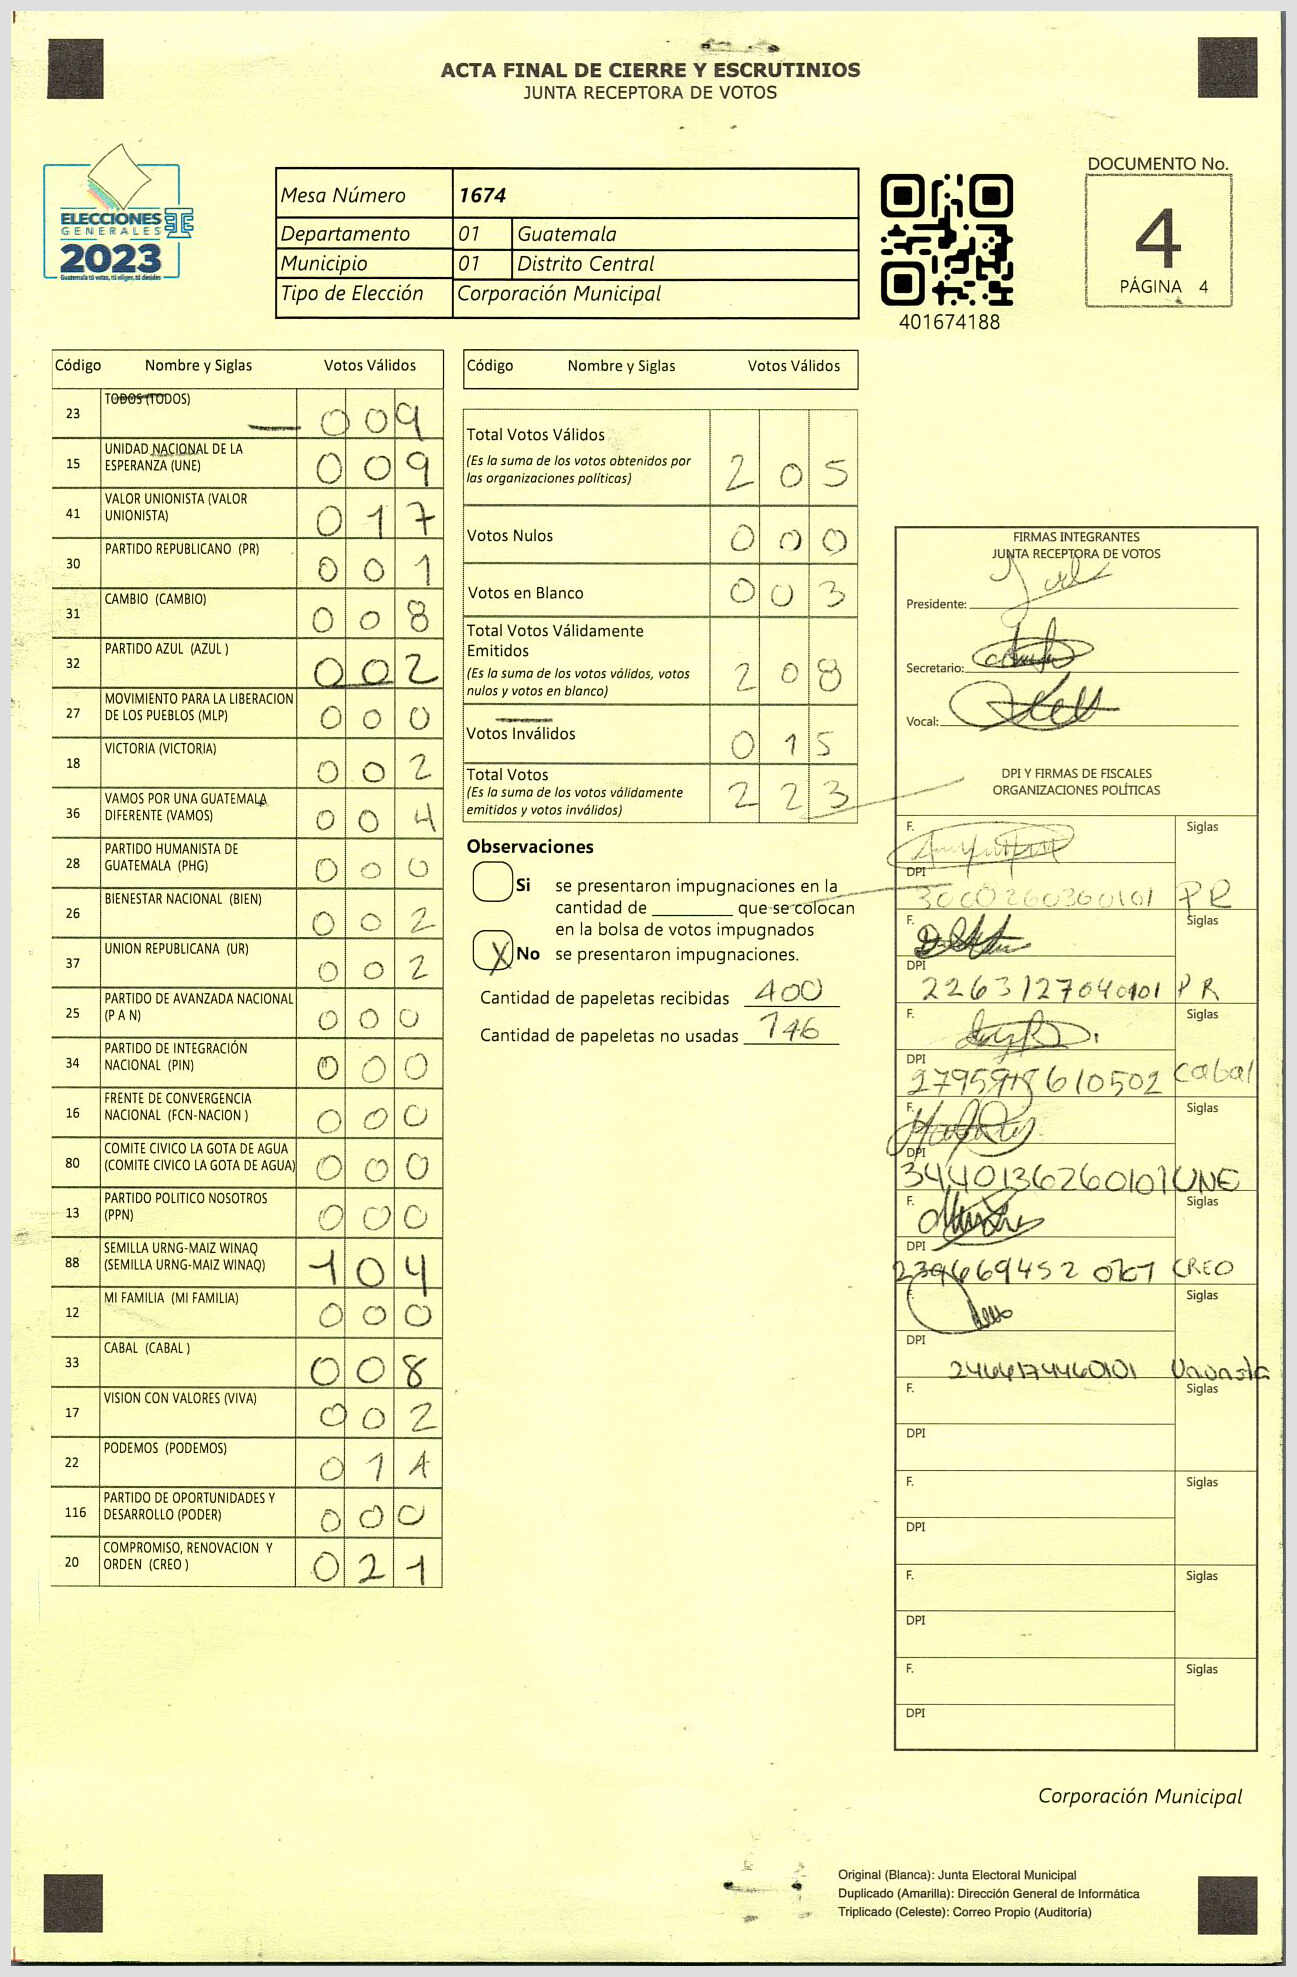 ACTA FINAL DE CIERRE Y ESCRUTINIOS
JUNTA RECEPTORA DE VOTOS
ELECCIONES
GENERALES
2023
Guatemala tú votas, tú eliges, tú decides
Mesa Número 1674
Departamento 01 Guatemala
Municipio 01 Distrito Central
Tipo de Elección Corporación Municipal
401674188
DOCUMENTO No.
4
PÁGINA 4
Código Nombre y Siglas Votos Válidos
23 TODOS (TODOS) 009
15 UNIDAD NACIONAL DE LA ESPERANZA (UNE) 009
41 VALOR UNIONISTA (VALOR UNIONISTA) 017
30 PARTIDO REPUBLICANO (PR) 001
31 CAMBIO (CAMBIO) 008
32 PARTIDO AZUL (AZUL ) 002
27 MOVIMIENTO PARA LA LIBERACION DE LOS PUEBLOS (MLP) 000
18 VICTORIA (VICTORIA) 002
36 VAMOS POR UNA GUATEMALA DIFERENTE (VAMOS) 004
28 PARTIDO HUMANISTA DE GUATEMALA (PHG) 000
26 BIENESTAR NACIONAL (BIEN) 002
37 UNION REPUBLICANA (UR) 002
25 PARTIDO DE AVANZADA NACIONAL (P A N) 000
34 PARTIDO DE INTEGRACIÓN NACIONAL (PIN) 000
16 FRENTE DE CONVERGENCIA NACIONAL (FCN-NACION ) 000
80 COMITE CIVICO LA GOTA DE AGUA (COMITE CIVICO LA GOTA DE AGUA) 000
13 PARTIDO POLITICO NOSOTROS (PPN) 000
88 SEMILLA URNG-MAIZ WINAQ (SEMILLA URNG-MAIZ WINAQ) 104
12 MI FAMILIA (MI FAMILIA) 000
33 CABAL (CABAL ) 008
17 VISION CON VALORES (VIVA) 002
22 PODEMOS (PODEMOS) 014
116 PARTIDO DE OPORTUNIDADES Y DESARROLLO (PODER) 000
20 COMPROMISO, RENOVACION Y ORDEN (CREO ) 021
Código Nombre y Siglas Votos Válidos
Total Votos Válidos 205
(Es la suma de los votos obtenidos por
las organizaciones políticas)
Votos Nulos 000
Votos en Blanco 003
Total Votos Válidamente
Emitidos 208
(Es la suma de los votos válidos, votos
nulos y votos en blanco)
Votos Inválidos 015
Total Votos 223
(Es la suma de los votos válidamente
emitidos y votos inválidos)
Observaciones
Si se presentaron impugnaciones en la
cantidad de ________ que se colocan
en la bolsa de votos impugnados
X No se presentaron impugnaciones.
Cantidad de papeletas recibidas 400
Cantidad de papeletas no usadas 146
FIRMAS INTEGRANTES
JUNTA RECEPTORA DE VOTOS
Presidente:
Secretario:
Vocal:
DPI Y FIRMAS DE FISCALES
ORGANIZACIONES POLÍTICAS
F. Siglas
DPI
3000260300101 PR
F. Siglas
DPI
2263127040101 PR
F. Siglas
DPI
Cabal
F. Siglas
DPI
3440136260101 UNE
F. Siglas
DPI
CREO
F. Siglas
DPI
2466174460101 Unionista
F. Siglas
DPI
F. Siglas
DPI
F. Siglas
DPI
F. Siglas
DPI
Corporación Municipal
Original (Blanca): Junta Electoral Municipal
Duplicado (Amarilla): Dirección General de Informática
Triplicado (Celeste): Correo Propio (Auditoría)